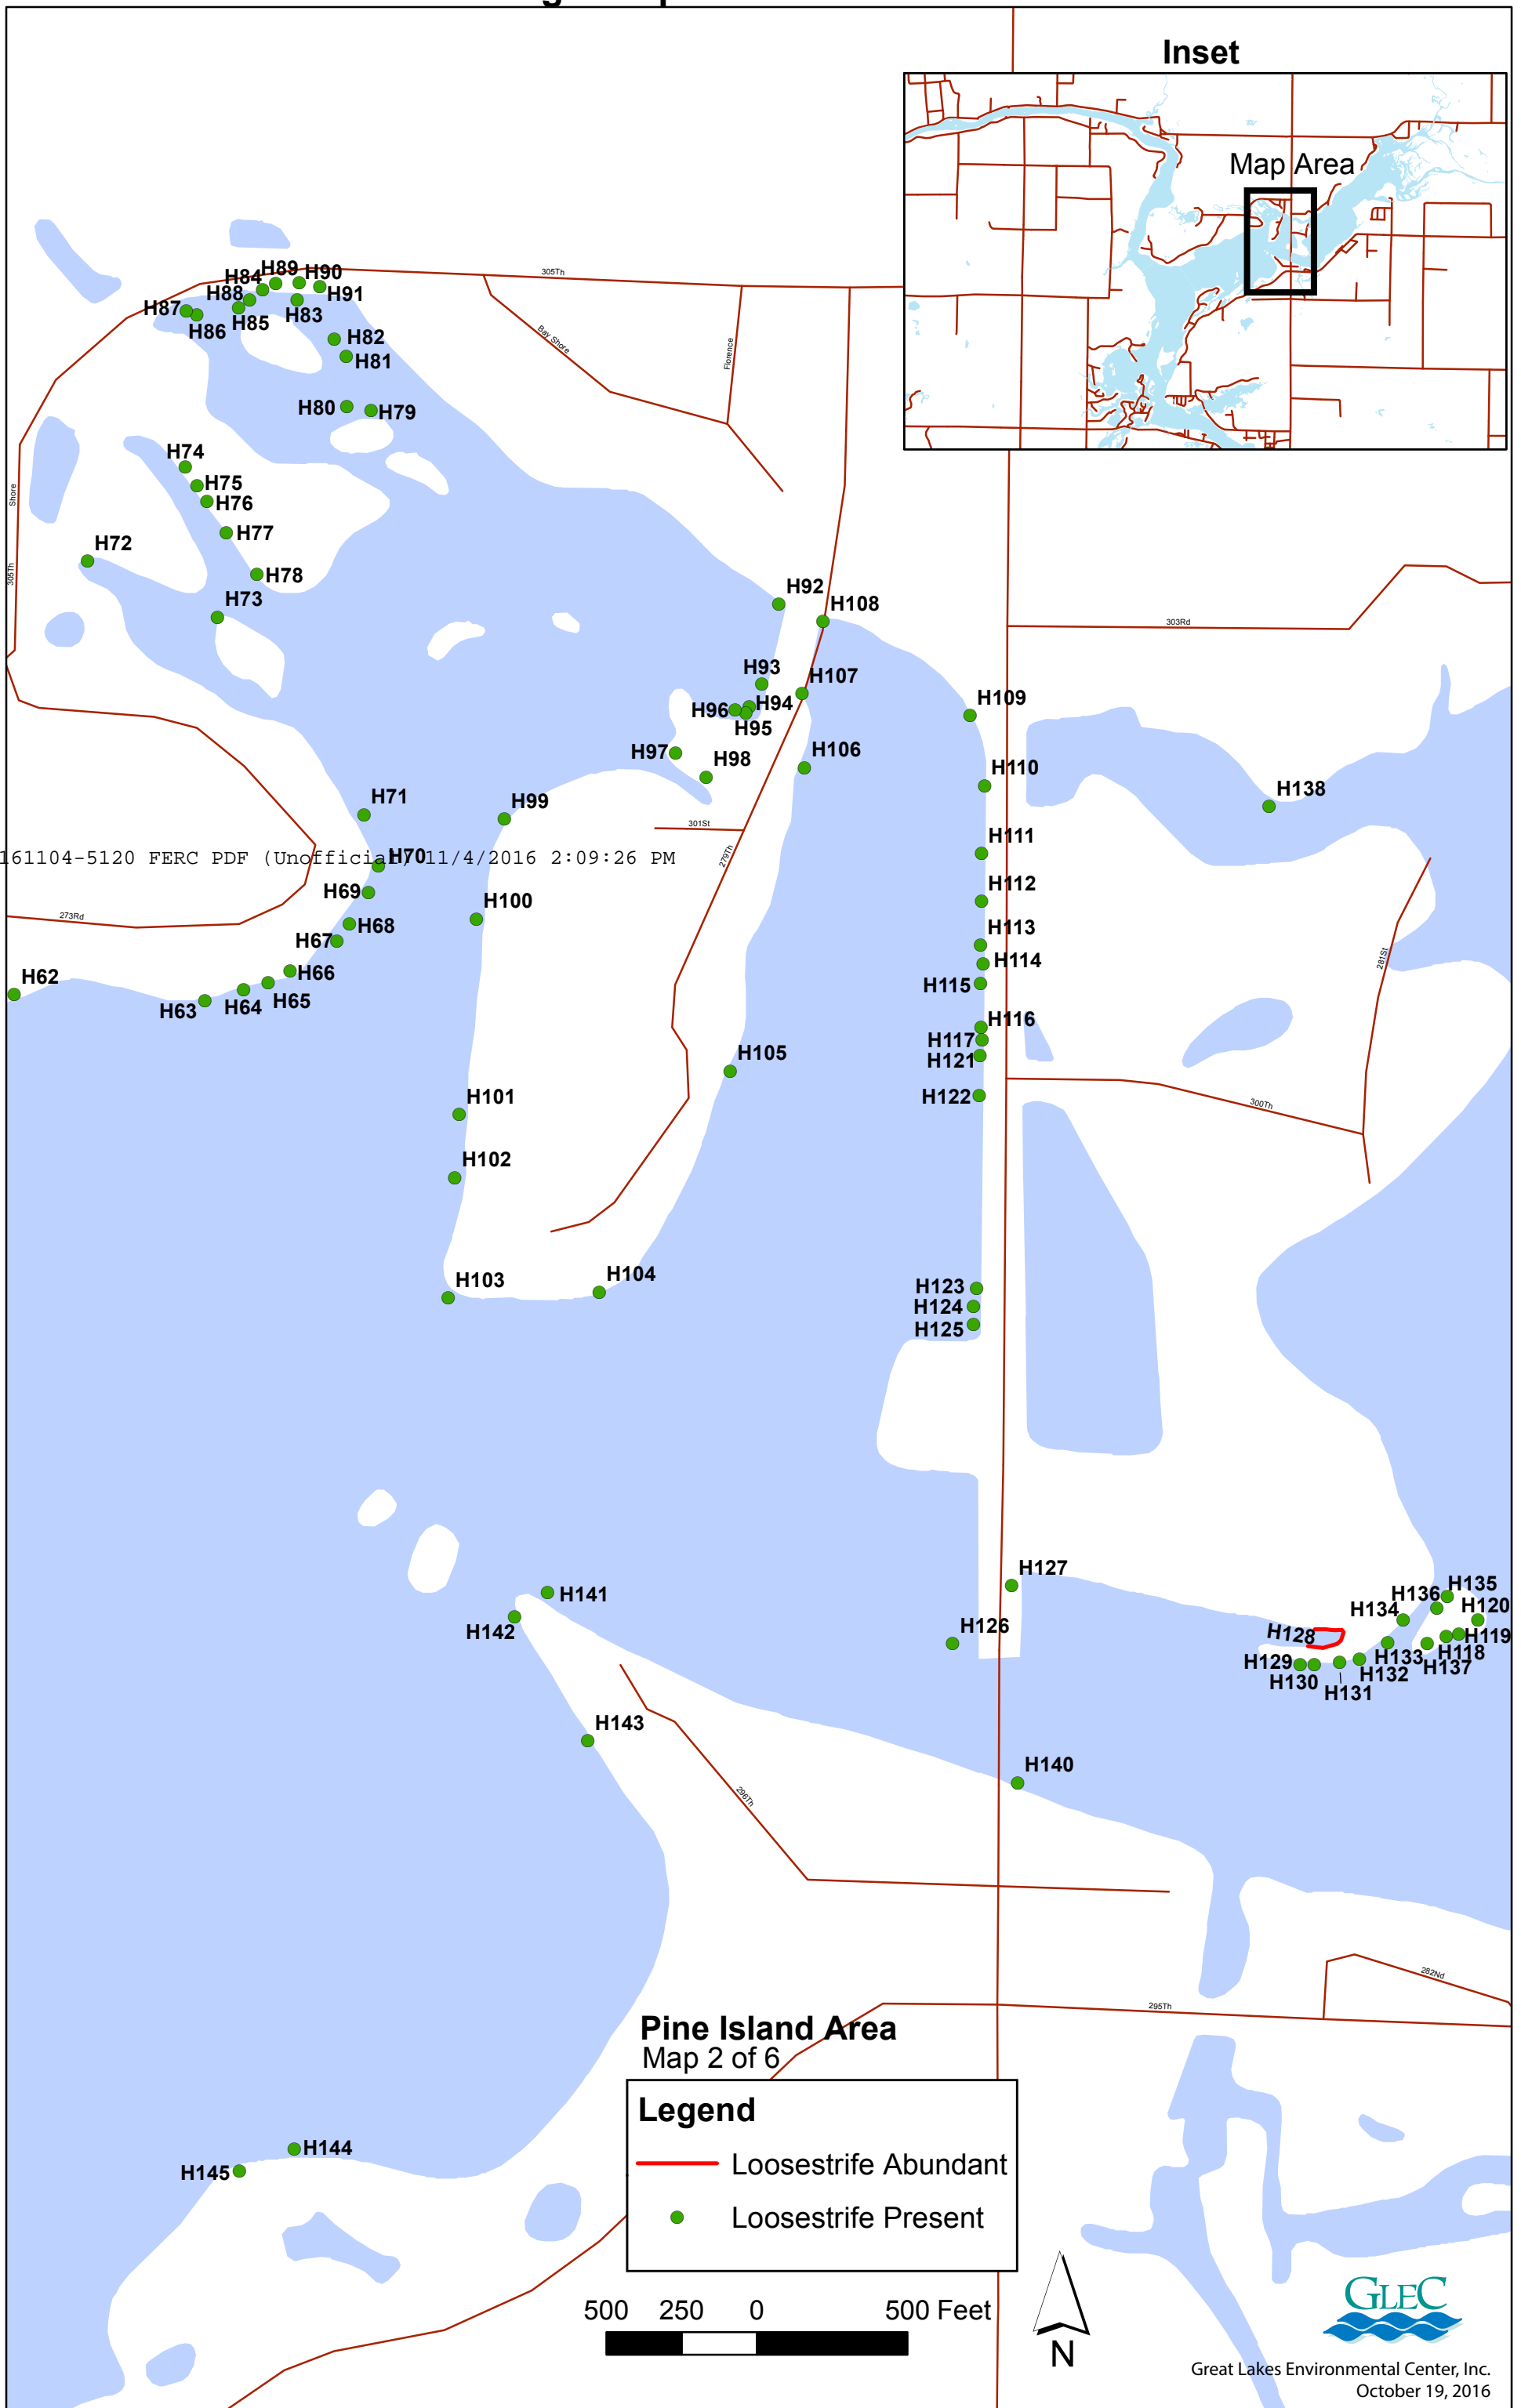 Inset
Map Area
H89
H84
H90
305Th
H88
H91
H87
H83
H85
H86
H82
Bay Shore
Florence
H81
H80
H79
H74
H75
Shore
H76
H77
H72
305Th
H78
H73
H92
H108
303Rd
H93
H107
H94
H96
H109
H95
H97
H106
H98
H110
H138
H71
H99
301St
161104-5120 FERC PDF (Unofficial) 11/4/2016 2:09:26 PM
H70
279Th
H111
H69
H112
H100
273Rd
H68
H67
H113
281St
H114
H66
H62
H65
H115
H64
H63
H116
H117
H105
H121
H122
300Th
H101
H102
H103
H104
H123
H124
H125
H127
H141
H135
H136
H134
H120
H142
H126
H128
H119
H118
H133
H129
H137
H132
H130
H131
H143
H140
296Th
282Nd
295Th
Pine Island Area
Map 2 of 6
Legend
Loosestrife Abundant
Loosestrife Present
H144
H145
500 250 0 500 Feet
N
GLEC
Great Lakes Environmental Center, Inc.
October 19, 2016